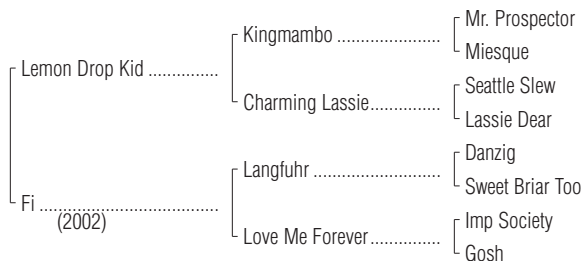 Mr. Prospector
Kingmambo ....................
Miesque
Lemon Drop Kid ...............
Seattle Slew
Charming Lassie..............
Lassie Dear
Danzig
Langfuhr .........................
Sweet Briar Too
Fi .......................................
(2002)
Imp Society
Love Me Forever..............
Gosh